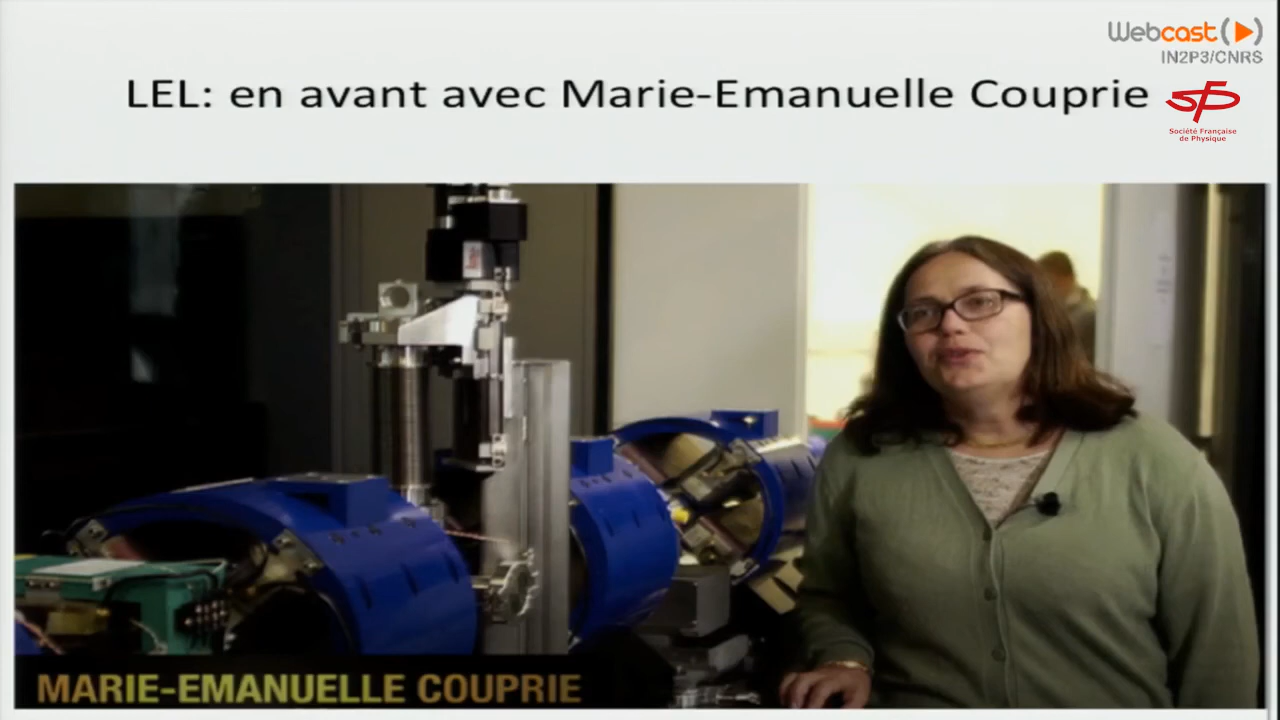 Webcast
IN2P3/CNRS
LEL: en avant avec Marie-Emanuelle Couprie
Société Française
de Physique
MARIE-EMANUELLE COUPRIE